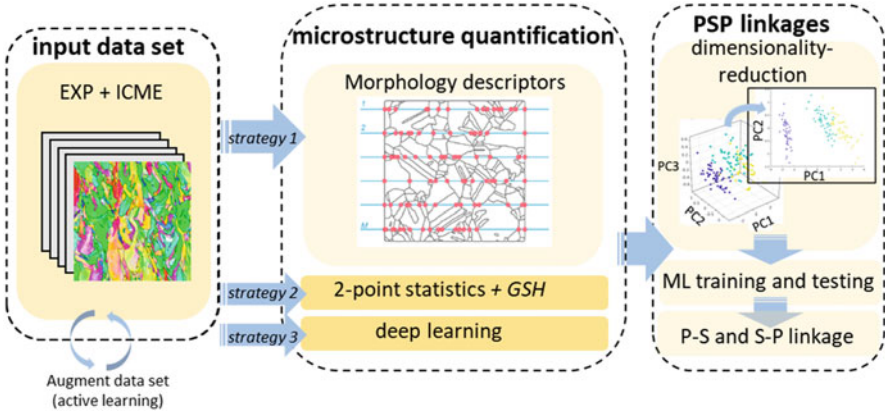 input data set
EXP + ICME
Augment data set
(active learning)
strategy 1
strategy 2
strategy 3
microstructure quantification
Morphology descriptors
1
2
M
2-point statistics + GSH
deep learning
PSP linkages
dimensionality-
reduction
PC3
PC2
PC1
PC2
PC1
ML training and testing
P-S and S-P linkage